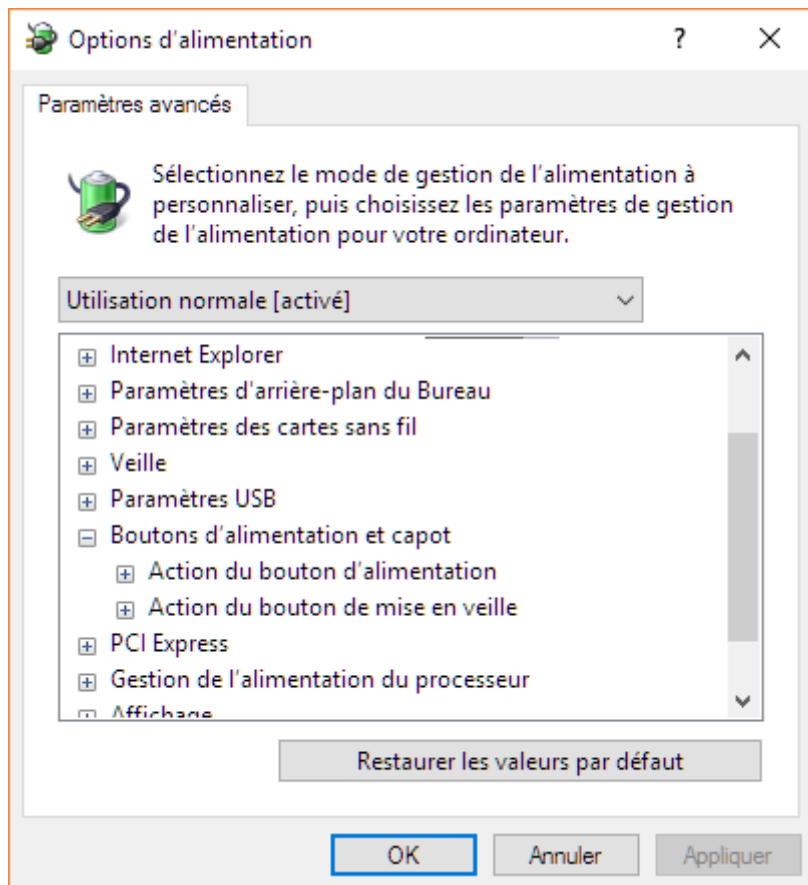 Options d'alimentation
?
Paramètres avancés
Sélectionnez le mode de gestion de l'alimentation à
personnaliser, puis choisissez les paramètres de gestion
de l'alimentation pour votre ordinateur.
Utilisation normale [activé]
Internet Explorer
Paramètres d'arrière-plan du Bureau
Paramètres des cartes sans fil
Veille
Paramètres USB
Boutons d'alimentation et capot
Action du bouton d'alimentation
Action du bouton de mise en veille
PCI Express
Gestion de l'alimentation du processeur
Affichage
Restaurer les valeurs par défaut
OK Annuler Appliquer